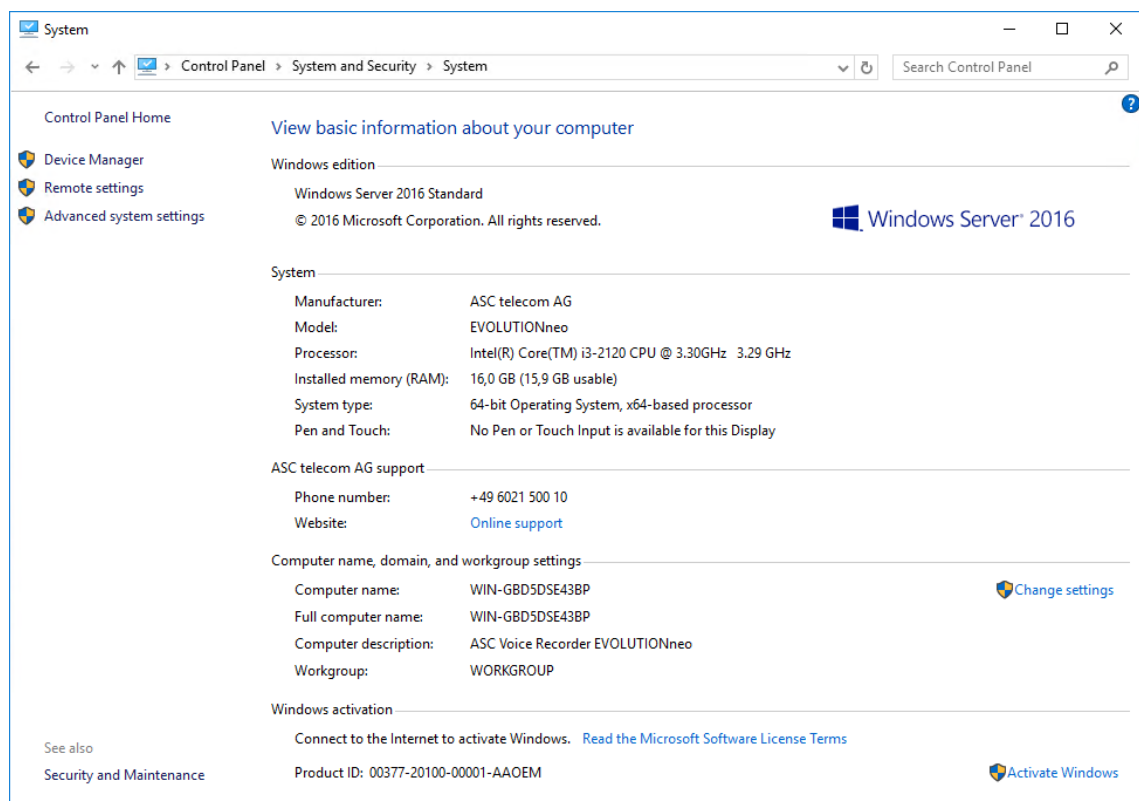 System
Control Panel > System and Security > System
Search Control Panel
Control Panel Home
Device Manager
Remote settings
Advanced system settings
See also
Security and Maintenance
View basic information about your computer
Windows edition
Windows Server 2016 Standard
© 2016 Microsoft Corporation. All rights reserved.
Windows Server® 2016
System
Manufacturer: ASC telecom AG
Model: EVOLUTIONneo
Processor: Intel(R) Core(TM) i3-2120 CPU @ 3.30GHz 3.29 GHz
Installed memory (RAM): 16,0 GB (15,9 GB usable)
System type: 64-bit Operating System, x64-based processor
Pen and Touch: No Pen or Touch Input is available for this Display
ASC telecom AG support
Phone number: +49 6021 500 10
Website: Online support
Computer name, domain, and workgroup settings
Computer name: WIN-GBD5DSE43BP
Change settings
Full computer name: WIN-GBD5DSE43BP
Computer description: ASC Voice Recorder EVOLUTIONneo
Workgroup: WORKGROUP
Windows activation
Connect to the Internet to activate Windows. Read the Microsoft Software License Terms
Product ID: 00377-20100-00001-AAOEM
Activate Windows